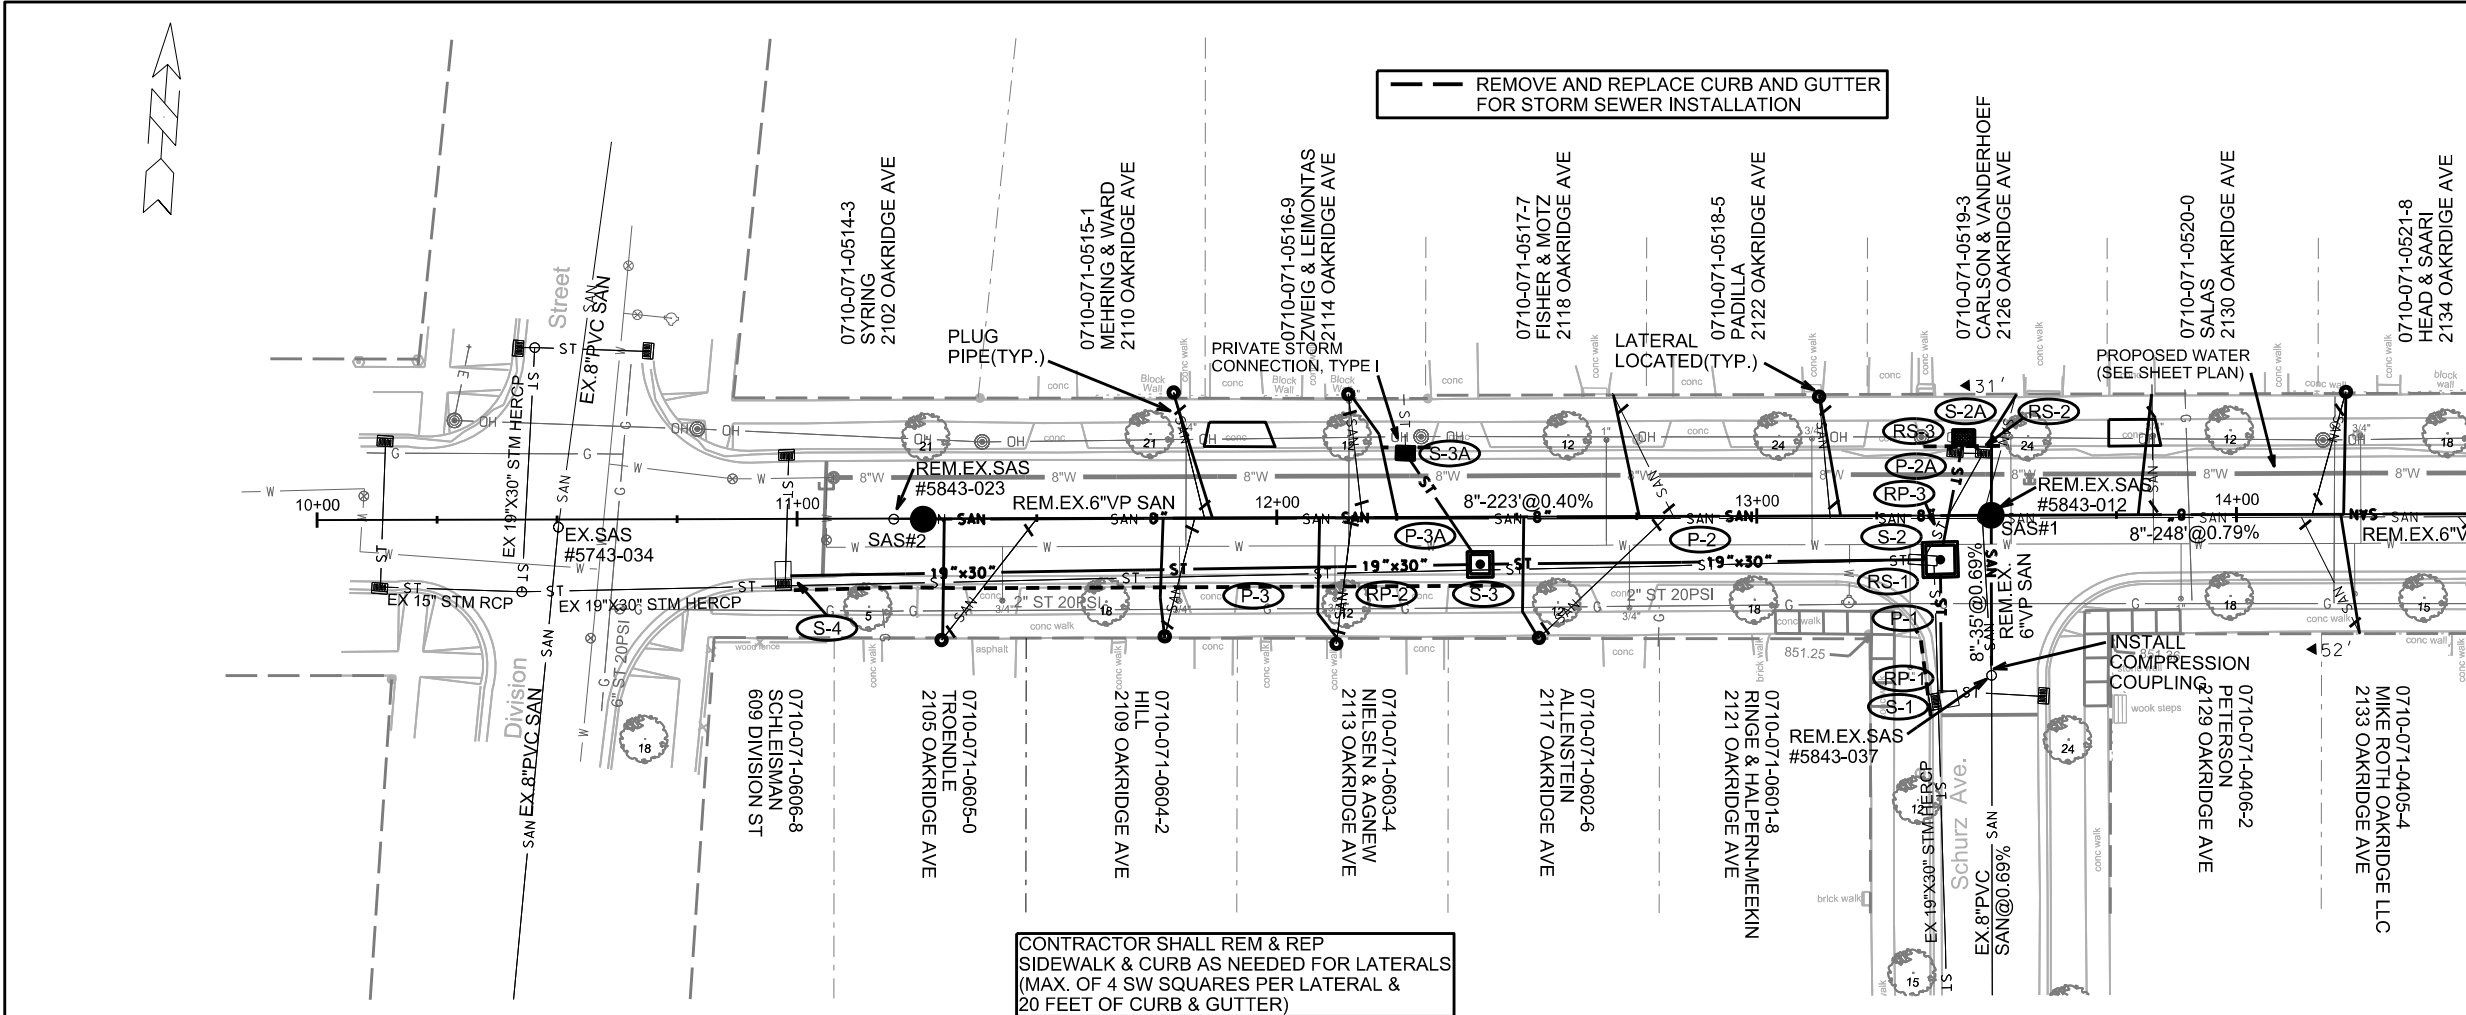 REMOVE AND REPLACE CURB AND GUTTER
FOR STORM SEWER INSTALLATION
0710-071-0514-3
SYRING
2102 OAKRIDGE AVE
0710-071-0515-1
MEHRING & WARD
2110 OAKRIDGE AVE
0710-071-0516-9
ZWEIG & LEIMONTAS
2114 OAKRIDGE AVE
0710-071-0517-7
FISHER & MOTZ
2118 OAKRIDGE AVE
0710-071-0518-5
PADILLA
2122 OAKRIDGE AVE
0710-071-0519-3
CARLSON & VANDERHOEF
2126 OAKRIDGE AVE
0710-071-0520-0
SALAS
2130 OAKRIDGE AVE
0710-071-0521-8
HEAD & SAARI
2134 OAKRDIGE AVE
Street
EX.8"PVC SAN
PLUG
PIPE(TYP.)
PRIVATE STORM
CONNECTION, TYPE I
LATERAL
LOCATED(TYP.)
PROPOSED WATER
(SEE SHEET PLAN)
31'
S-2A
RS-2
RS-3
S-3A
P-2A
RP-3
REM.EX.SAS
#5843-023
REM.EX.6"VP SAN
8"-223'@0.40%
REM.EX.SAS
#5843-012
10+00
11+00
12+00
13+00
14+00
EX 19"X30" STM HERCP
EX.SAS
#5743-034
SAS#2
P-3A
P-2
S-2
SAS#1
8"-248'@0.79%
REM.EX.6"V
19"x30"
19"x30"
19"x30"
EX 15" STM RCP
EX 19"X30" STM HERCP
6" ST 20PSI
2" ST 20PSI
2" ST 20PSI
S-4
P-3
RP-2
S-3
RS-1
P-1
RP-1
S-1
8"-35'@0.69%
REM.EX.
6"VP SAN
851.25
851.36
52'
INSTALL
COMPRESSION
COUPLING
REM.EX.SAS
#5843-037
wook steps
Division
EX.8"PVC SAN
0710-071-0606-8
SCHLEISMAN
609 DIVISION ST
0710-071-0605-0
TROENDLE
2105 OAKRIDGE AVE
0710-071-0604-2
HILL
2109 OAKRIDGE AVE
0710-071-0603-4
NIELSEN & AGNEW
2113 OAKRIDGE AVE
0710-071-0602-6
ALLENSTEIN
2117 OAKRIDGE AVE
0710-071-0601-8
RINGE & HALPERN-MEEKIN
2121 OAKRIDGE AVE
EX 19"X30" STM HERCP
Schurz Ave.
EX.8"PVC
SAN@0.69%
0710-071-0406-2
PETERSON
2129 OAKRIDGE AVE
0710-071-0405-4
MIKE ROTH OAKRIDGE LLC
2133 OAKRIDGE AVE
brick walk
CONTRACTOR SHALL REM & REP
SIDEWALK & CURB AS NEEDED FOR LATERALS
(MAX. OF 4 SW SQUARES PER LATERAL &
20 FEET OF CURB & GUTTER)